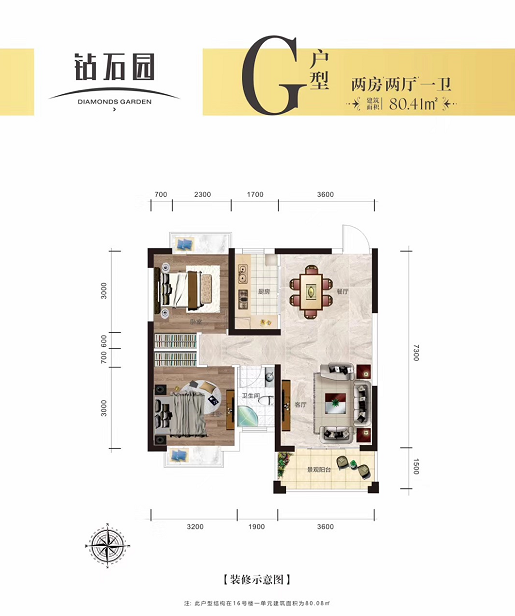 钻石园
DIAMONDS GARDEN
G户型
两房两厅一卫
建筑面积 80.41m²
700 2300 1700 3600
3000
600
700
3000
7300
1500
厨房
餐厅
卧室
卫生间
客厅
景观阳台
3200 1900 3600
【装修示意图】
注: 此户型结构在16号楼一单元建筑面积为80.08㎡